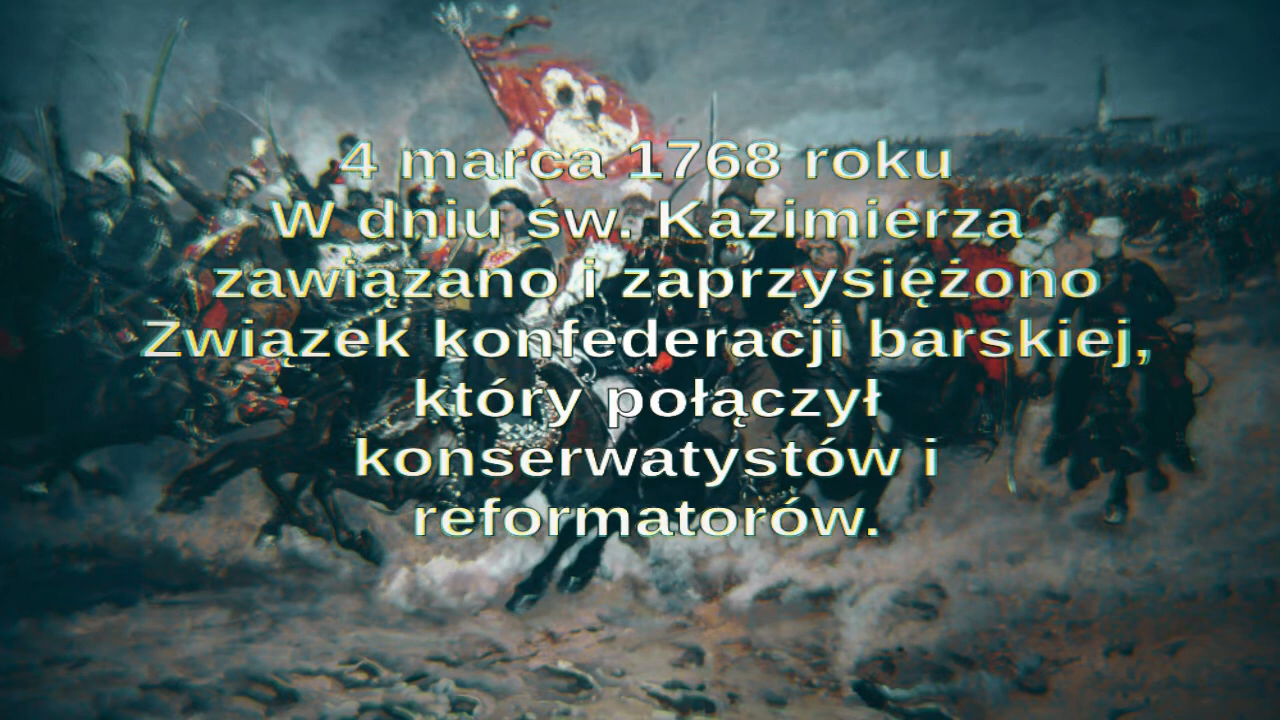 4 marca 1768 roku
W dniu św. Kazimierza
zawiązano i zaprzysiężono
Związek konfederacji barskiej,
który połączył
konserwatystów i
reformatorów.